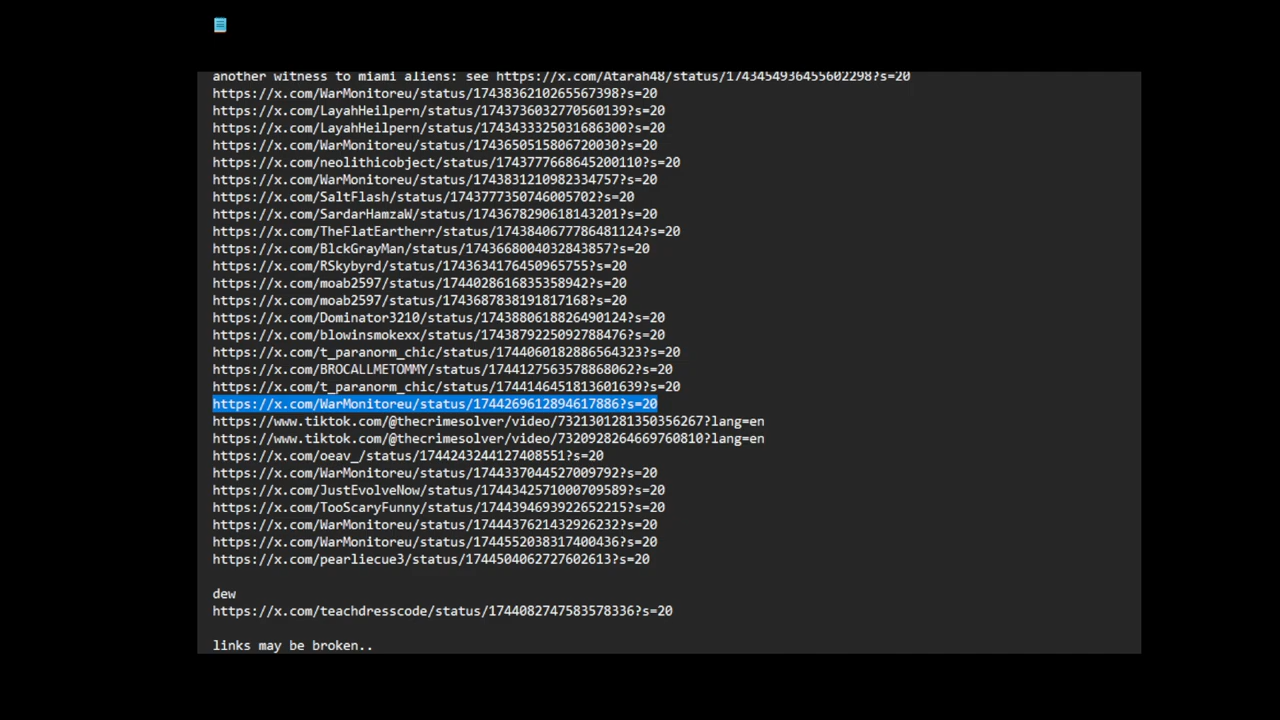 another witness to miami aliens: see https://x.com/Atarah48/status/1743454936455602298?s=20
https://x.com/WarMonitoreu/status/1743836210265567398?s=20
https://x.com/LayahHeilpern/status/1743736032770560139?s=20
https://x.com/LayahHeilpern/status/1743433325031686300?s=20
https://x.com/WarMonitoreu/status/1743650515806720030?s=20
https://x.com/neolithicobject/status/1743777668645200110?s=20
https://x.com/WarMonitoreu/status/1743831210982334757?s=20
https://x.com/SaltFlash/status/1743777350746005702?s=20
https://x.com/SardarHamzaW/status/1743678290618143201?s=20
https://x.com/TheFlatEartherr/status/1743840677786481124?s=20
https://x.com/BlckGrayMan/status/1743668004032843857?s=20
https://x.com/RSkybyrd/status/1743634176450965755?s=20
https://x.com/moab2597/status/1744028616835358942?s=20
https://x.com/moab2597/status/1743687838191817168?s=20
https://x.com/Dominator3210/status/1743880618826490124?s=20
https://x.com/blowinsmokexx/status/1743879225092788476?s=20
https://x.com/t_paranorm_chic/status/1744060182886564323?s=20
https://x.com/BROCALLMETOMMY/status/1744127563578868062?s=20
https://x.com/t_paranorm_chic/status/1744146451813601639?s=20
https://x.com/WarMonitoreu/status/1744269612894617886?s=20
https://www.tiktok.com/@thecrimesolver/video/7321301281350356267?lang=en
https://www.tiktok.com/@thecrimesolver/video/7320928264669760810?lang=en
https://x.com/oeav_/status/1744243244127408551?s=20
https://x.com/WarMonitoreu/status/1744337044527009792?s=20
https://x.com/JustEvolveNow/status/1744342571000709589?s=20
https://x.com/TooScaryFunny/status/1744394693922652215?s=20
https://x.com/WarMonitoreu/status/1744437621432926232?s=20
https://x.com/WarMonitoreu/status/1744552038317400436?s=20
https://x.com/pearliecue3/status/1744504062727602613?s=20
dew
https://x.com/teachdresscode/status/1744082747583578336?s=20
links may be broken..